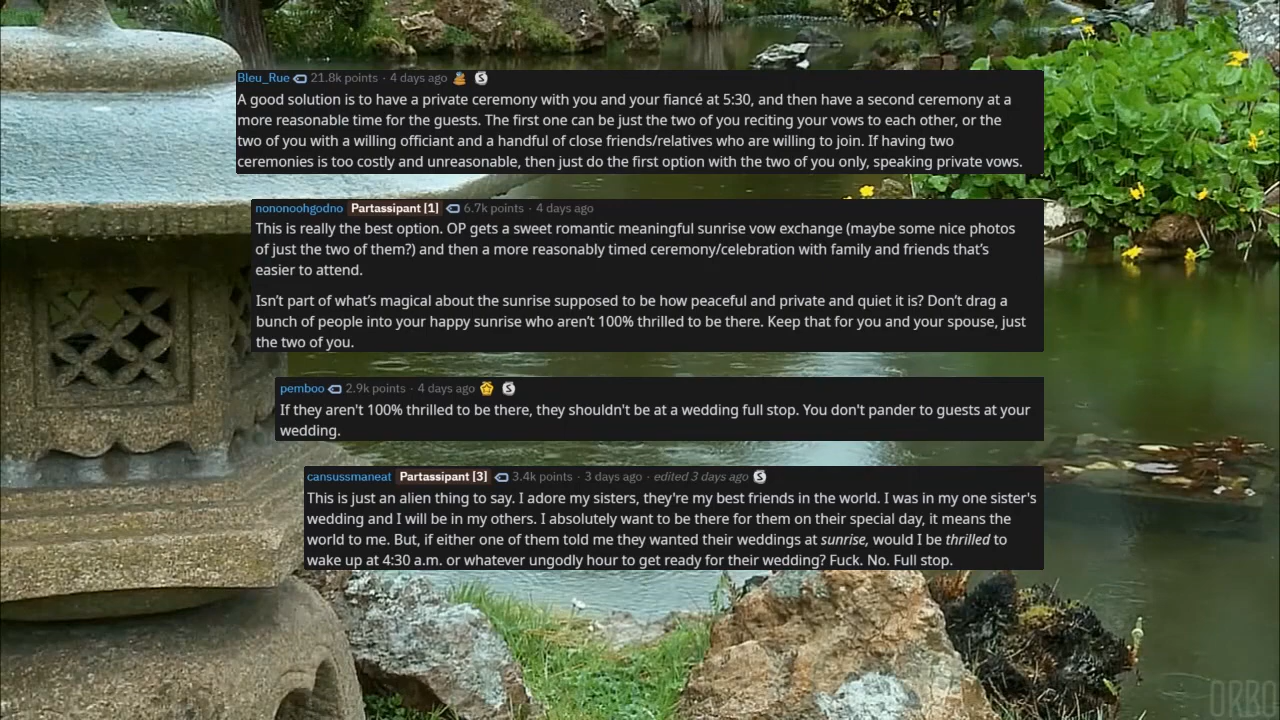 Bleu_Rue 21.8k points · 4 days ago
A good solution is to have a private ceremony with you and your fiancé at 5:30, and then have a second ceremony at a
more reasonable time for the guests. The first one can be just the two of you reciting your vows to each other, or the
two of you with a willing officiant and a handful of close friends/relatives who are willing to join. If having two
ceremonies is too costly and unreasonable, then just do the first option with the two of you only, speaking private vows.
nononoohgodno Partassipant [1] 6.7k points · 4 days ago
This is really the best option. OP gets a sweet romantic meaningful sunrise vow exchange (maybe some nice photos
of just the two of them?) and then a more reasonably timed ceremony/celebration with family and friends that's
easier to attend.
Isn't part of what's magical about the sunrise supposed to be how peaceful and private and quiet it is? Don't drag a
bunch of people into your happy sunrise who aren't 100% thrilled to be there. Keep that for you and your spouse, just
the two of you.
pemboo 2.9k points · 4 days ago
If they aren't 100% thrilled to be there, they shouldn't be at a wedding full stop. You don't pander to guests at your
wedding.
cansussmaneat Partassipant [3] 3.4k points · 3 days ago · edited 3 days ago
This is just an alien thing to say. I adore my sisters, they're my best friends in the world. I was in my one sister's
wedding and I will be in my others. I absolutely want to be there for them on their special day, it means the
world to me. But, if either one of them told me they wanted their weddings at sunrise, would I be thrilled to
wake up at 4:30 a.m. or whatever ungodly hour to get ready for their wedding? Fuck. No. Full stop.
ORBO